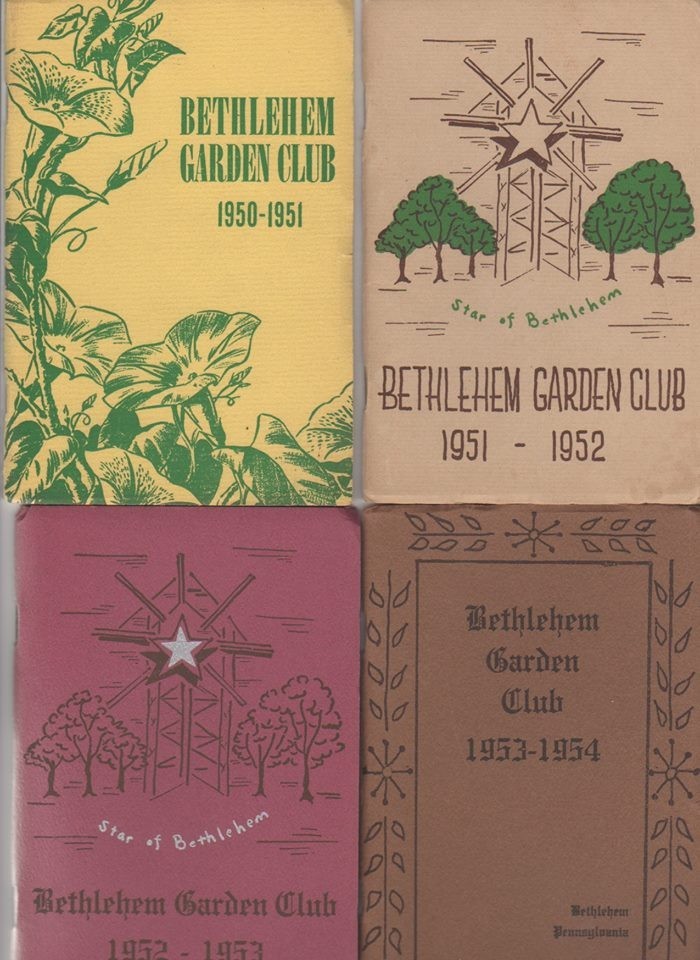 BETHLEHEM
GARDEN CLUB
1950-1951
Star of Bethlehem
BETHLEHEM GARDEN CLUB
1951 - 1952
Star of Bethlehem
Bethlehem Garden Club
1952 - 1953
Bethlehem
Garden
Club
1953-1954
Bethlehem
Pennsylvania